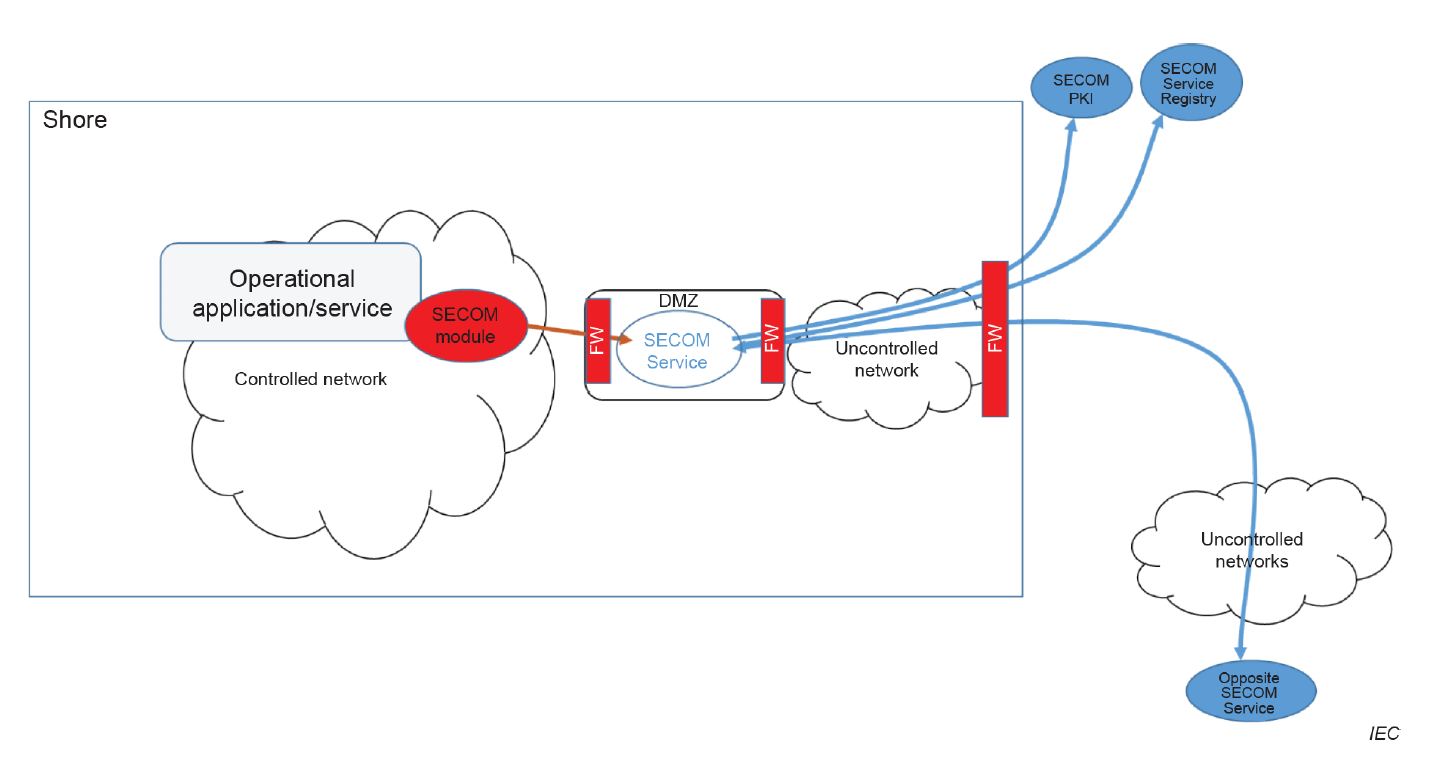 SECOM
PKI
SECOM
Service
Registry
Shore
Operational
application/service
SECOM
module
Controlled network
DMZ
FW
SECOM
Service
FW
Uncontrolled
network
FW
Uncontrolled
networks
Opposite
SECOM
Service
IEC